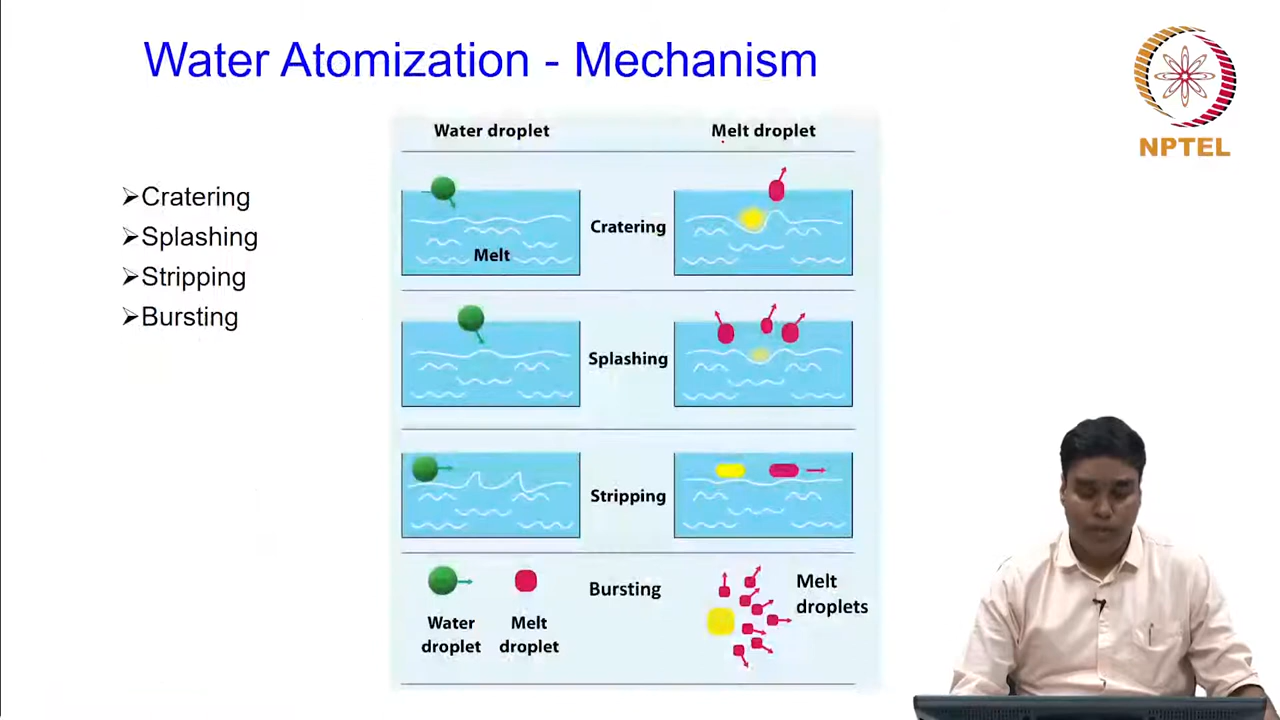 Water Atomization - Mechanism
NPTEL
➢Cratering
➢Splashing
➢Stripping
➢Bursting
Water droplet
Melt droplet
Melt
Cratering
Splashing
Stripping
Bursting
Water
droplet
Melt
droplet
Melt
droplets